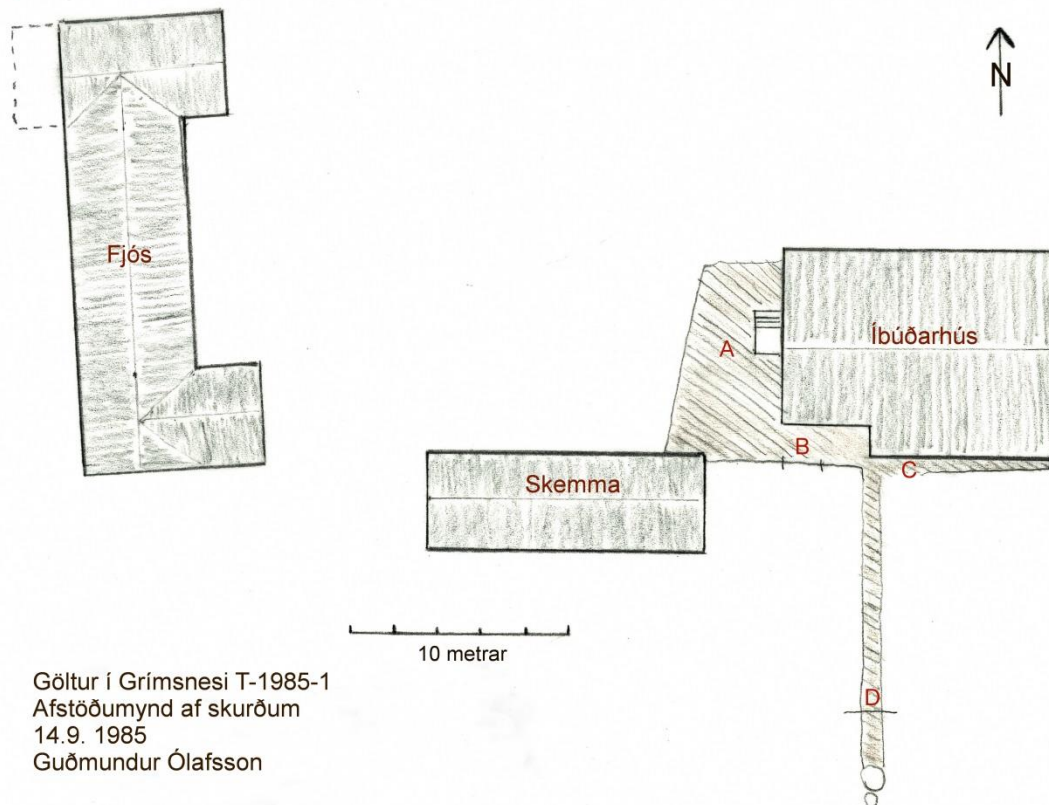 N
Fjós
A
Íbúðarhús
B
C
Skemma
10 metrar
D
Göltur í Grímsnesi T-1985-1
Afstöðumynd af skurðum
14.9. 1985
Guðmundur Ólafsson